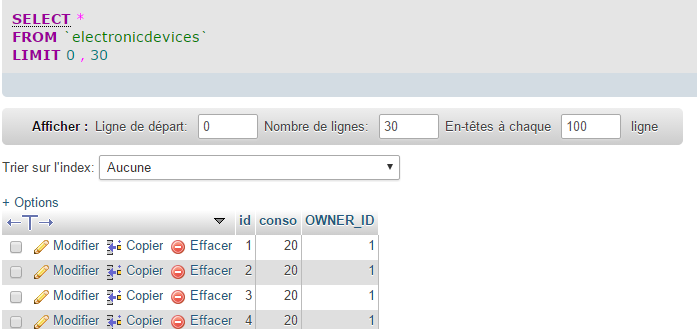 SELECT *
FROM `electronicdevices`
LIMIT 0 , 30
Afficher : Ligne de départ: 0 Nombre de lignes: 30 En-têtes à chaque 100 ligne
Trier sur l'index: Aucune
+ Options
←T→ id conso OWNER_ID
Modifier Copier Effacer 1 20 1
Modifier Copier Effacer 2 20 1
Modifier Copier Effacer 3 20 1
Modifier Copier Effacer 4 20 1